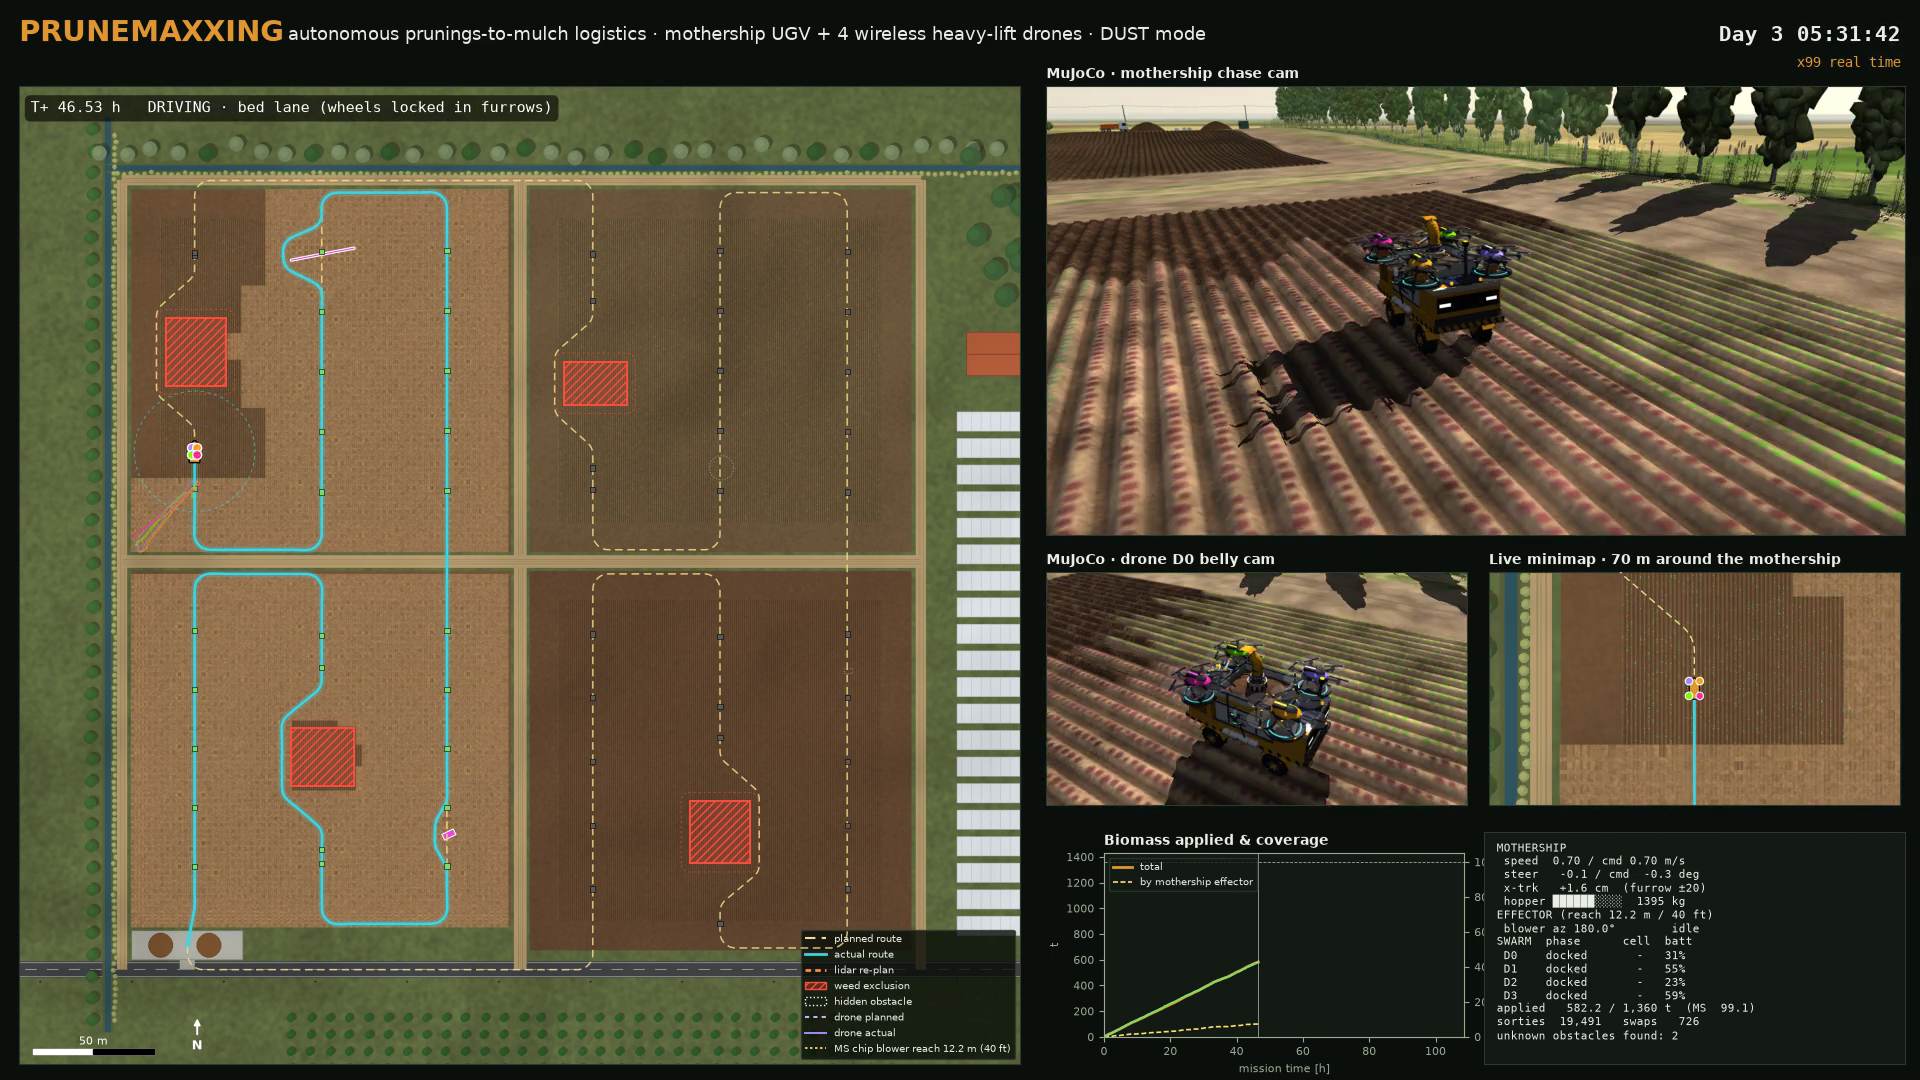 PRUNEMAXXING autonomous prunings-to-mulch logistics · mothership UGV + 4 wireless heavy-lift drones · DUST mode
Day 3 05:31:42
x99 real time
T+ 46.53 h DRIVING · bed lane (wheels locked in furrows)
50 m
N
planned route
actual route
lidar re-plan
weed exclusion
hidden obstacle
drone planned
drone actual
MS chip blower reach 12.2 m (40 ft)
MuJoCo · mothership chase cam
MuJoCo · drone D0 belly cam
Live minimap · 70 m around the mothership
Biomass applied & coverage
total
by mothership effector
t
1400
1200
1000
800
600
400
200
0
0 20 40 60 80 100
mission time [h]
10
80
60
40
20
0
MOTHERSHIP
speed 0.70 / cmd 0.70 m/s
steer -0.1 / cmd -0.3 deg
x-trk +1.6 cm (furrow ±20)
hopper ██████░░░░ 1395 kg
EFFECTOR (reach 12.2 m / 40 ft)
blower az 180.0° idle
SWARM phase cell batt
D0 docked - 31%
D1 docked - 55%
D2 docked - 23%
D3 docked - 59%
applied 582.2 / 1,360 t (MS 99.1)
sorties 19,491 swaps 726
unknown obstacles found: 2